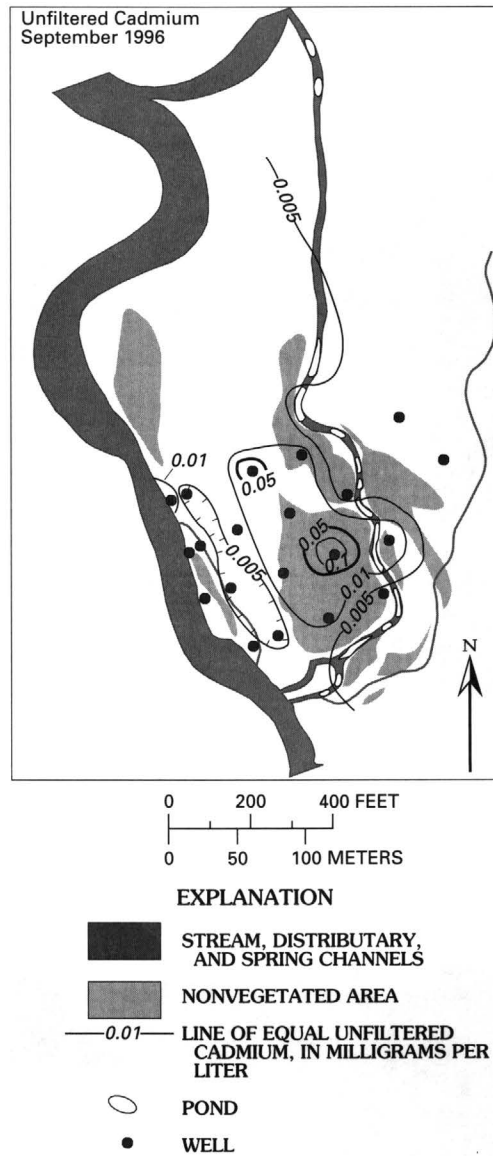 Unfiltered Cadmium
September 1996
0.005
0.01
0.05
0.005
0.05
0.1
0.01
0.005
N
0 200 400 FEET
0 50 100 METERS
EXPLANATION
STREAM, DISTRIBUTARY,
AND SPRING CHANNELS
NONVEGETATED AREA
0.01 LINE OF EQUAL UNFILTERED
CADMIUM, IN MILLIGRAMS PER
LITER
POND
WELL